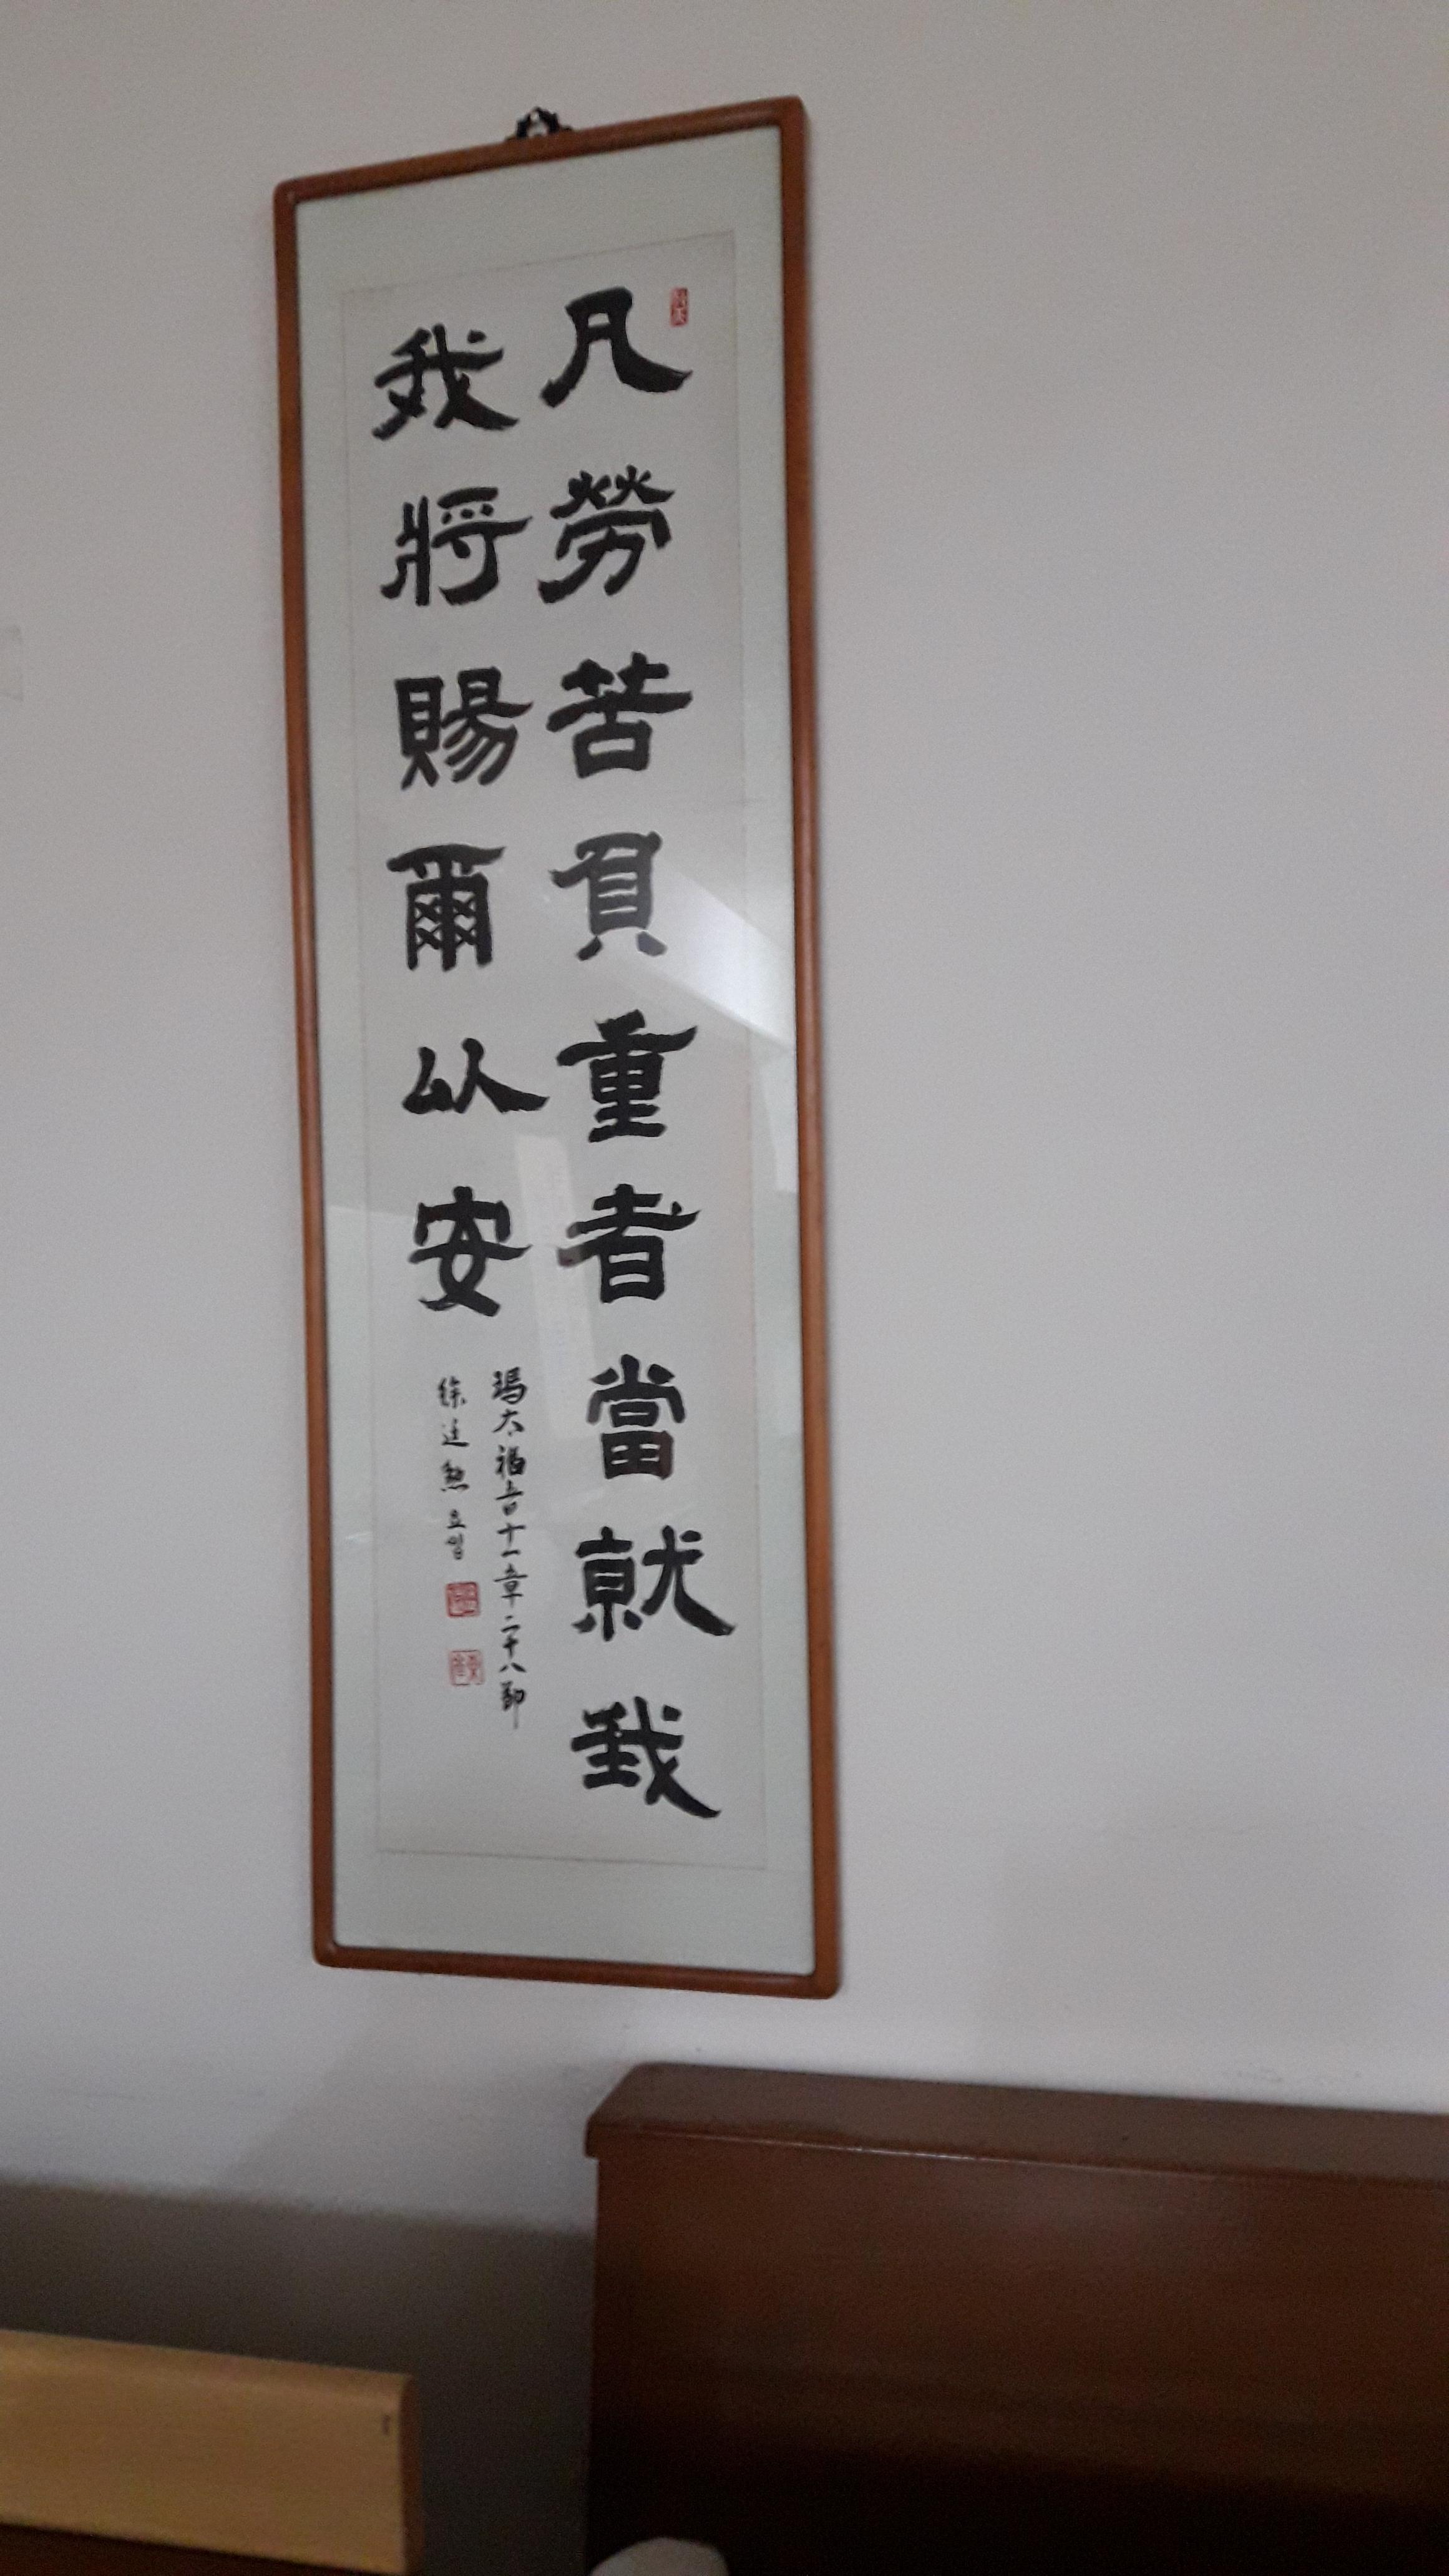 凡勞苦負重者當就我
我將賜爾以安
瑪太福音十一章二十八節
徐廷勲